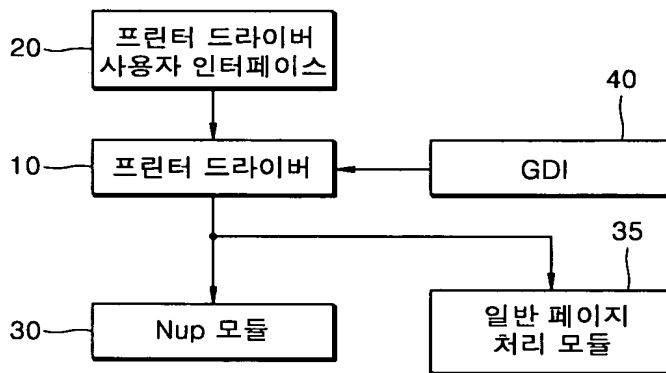 20
프린터 드라이버
사용자 인터페이스
40
10
프린터 드라이버
GDI
35
30
Nup 모듈
일반 페이지
처리 모듈